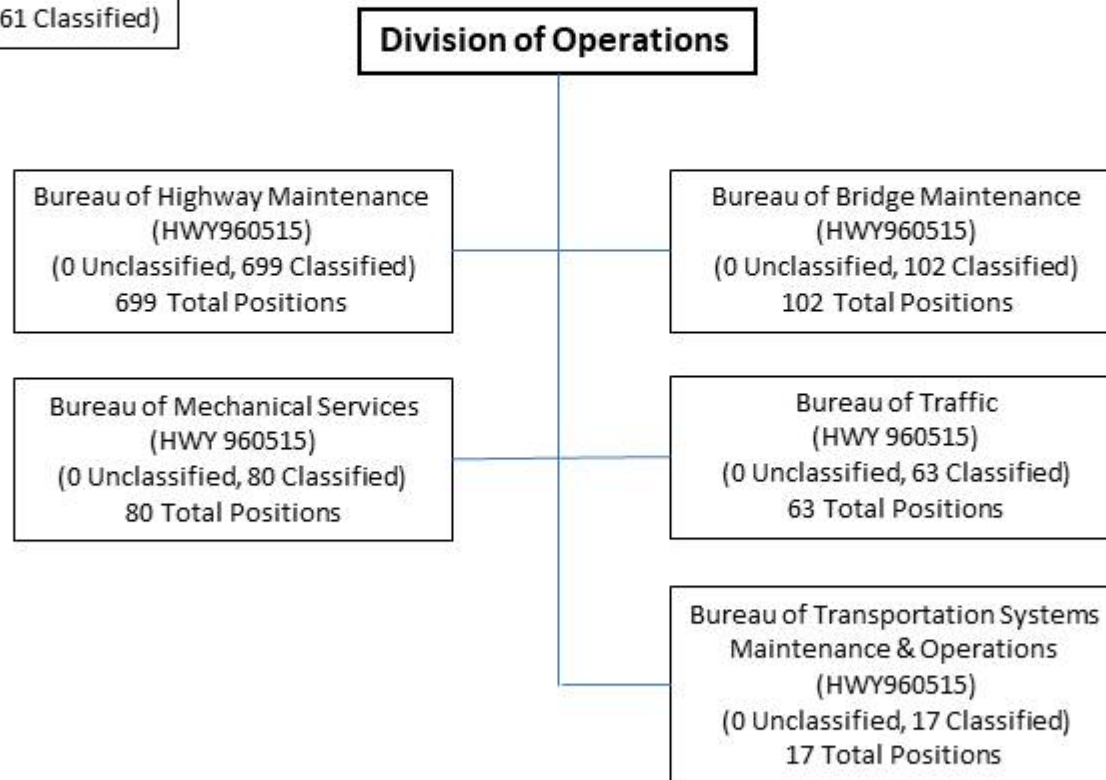 61 Classified)
Division of Operations
Bureau of Highway Maintenance
(HWY960515)
(0 Unclassified, 699 Classified)
699 Total Positions
Bureau of Bridge Maintenance
(HWY960515)
(0 Unclassified, 102 Classified)
102 Total Positions
Bureau of Mechanical Services
(HWY 960515)
(0 Unclassified, 80 Classified)
80 Total Positions
Bureau of Traffic
(HWY 960515)
(0 Unclassified, 63 Classified)
63 Total Positions
Bureau of Transportation Systems
Maintenance & Operations
(HWY960515)
(0 Unclassified, 17 Classified)
17 Total Positions